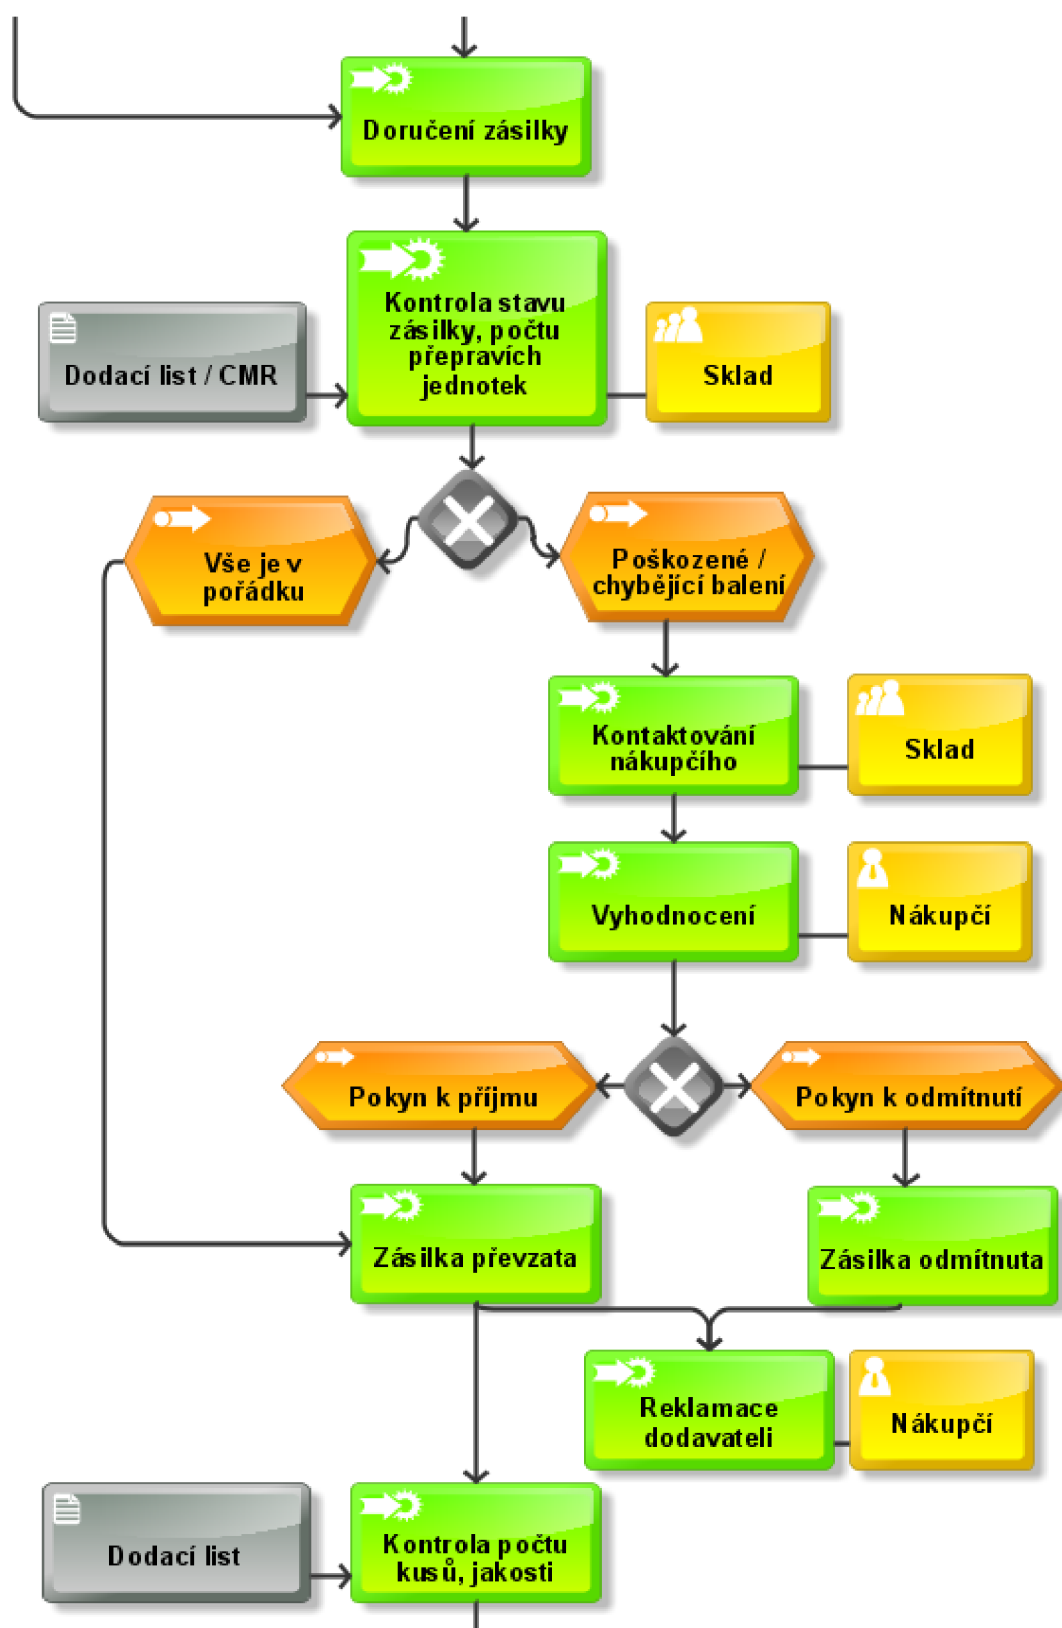 Doručení zásilky
Kontrola stavu
zásilky, počtu
přepravích
jednotek
Dodací list / CMR
Sklad
Vše je v
pořádku
Poškozené /
chybějící balení
Kontaktování
nákupčího
Sklad
Vyhodnocení
Nákupčí
Pokyn k příjmu
Pokyn k odmítnutí
Zásilka převzata
Zásilka odmítnuta
Reklamace
dodavateli
Nákupčí
Dodací list
Kontrola počtu
kusů, jakosti